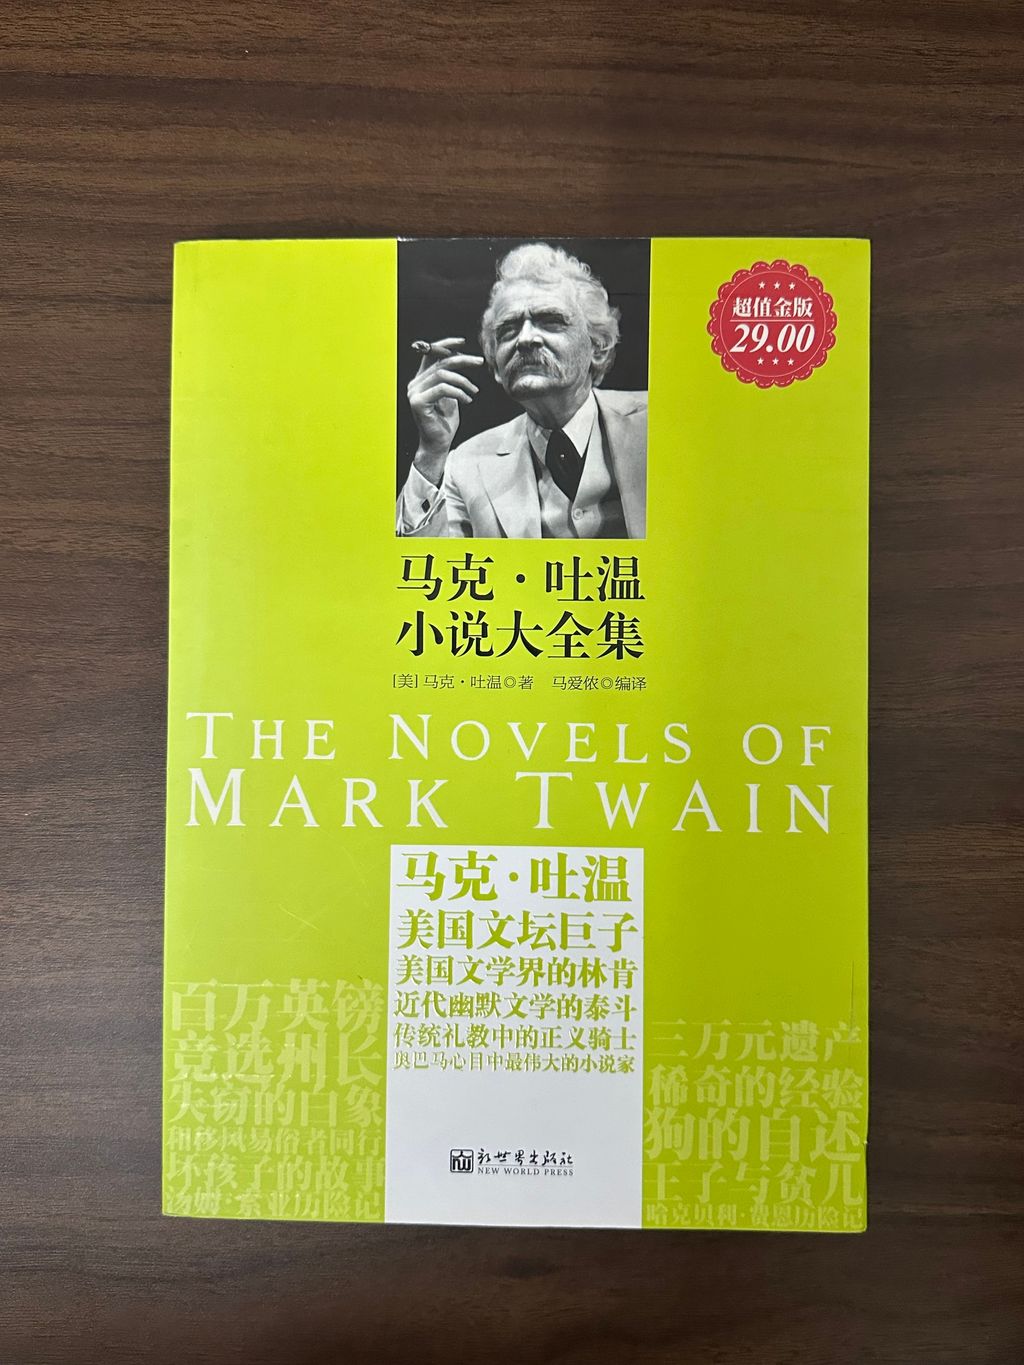 超值金版
29.00
马克·吐温
小说大全集
[美]马克·吐温◎著 马爱侬◎编译
THE NOVELS OF
MARK TWAIN
马克·吐温
美国文坛巨子
美国文学界的林肯
近代幽默文学的泰斗
传统礼教中的正义骑士
奥巴马心目中最伟大的小说家
百万英镑
竞选州长
失窃的白象
和移风易俗者同行
坏孩子的故事
汤姆·索亚历险记
三万元遗产
稀奇的经验
狗的自述
王子与贫儿
哈克贝利·费恩历险记
新世界出版社
NEW WORLD PRESS